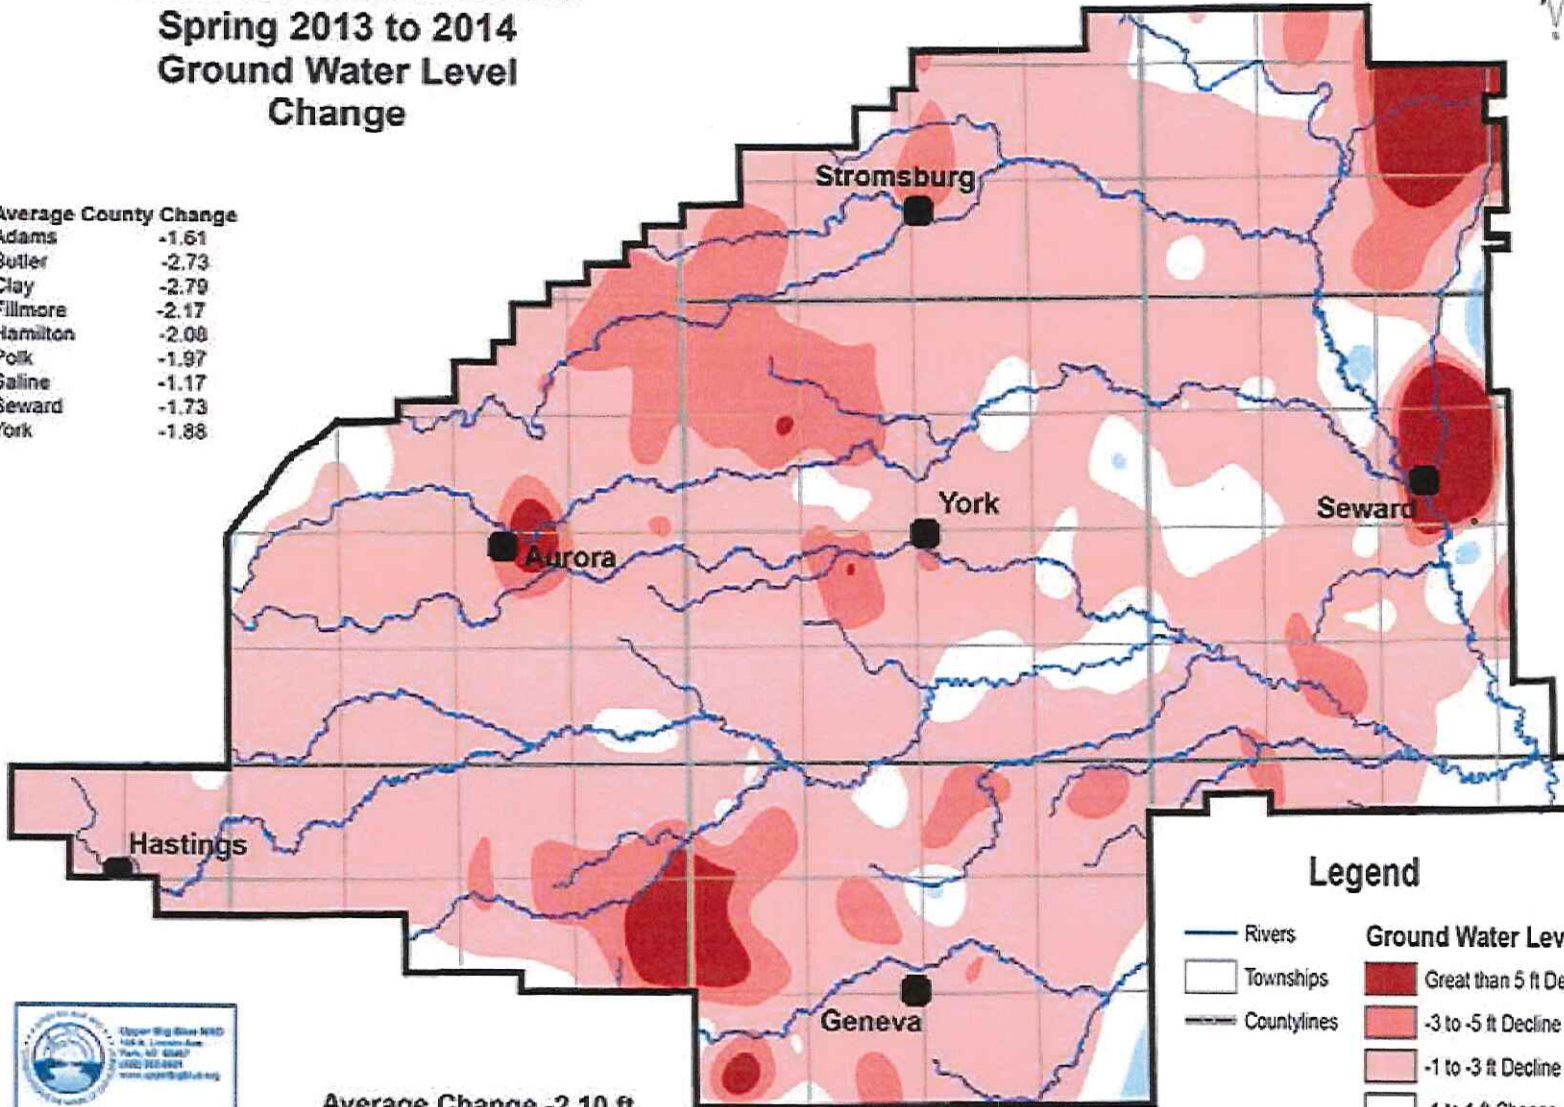 Spring 2013 to 2014
Ground Water Level
Change
Average County Change
Adams -1.61
Butler -2.73
Clay -2.79
Fillmore -2.17
Hamilton -2.08
Polk -1.97
Saline -1.17
Seward -1.73
York -1.88
Stromsburg
York
Seward
Aurora
Hastings
Geneva
Legend
Rivers
Townships
Countylines
Ground Water Lev
Great than 5 ft De
-3 to -5 ft Decline
-1 to -3 ft Decline
Upper Big Blue NRD
www.upperbigblue.org
Average Change -2.10 ft